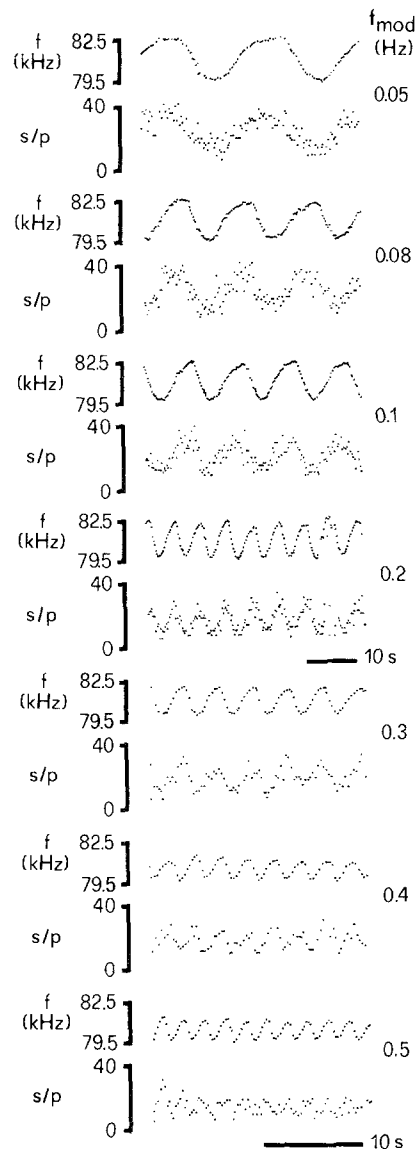 f 82.5 f mod
(kHz) (Hz)
79.5 0.05
40
s/p
0
f 82.5
(kHz)
79.5 0.08
40
s/p
0
f 82.5
(kHz)
79.5 0.1
40
s/p
0
f 82.5
(kHz)
79.5 0.2
40
s/p
0 10 s
f 82.5
(kHz)
79.5 0.3
40
s/p
0
f 82.5
(kHz)
79.5 0.4
40
s/p
0
f 82.5
(kHz)
79.5 0.5
40
s/p
0 10 s